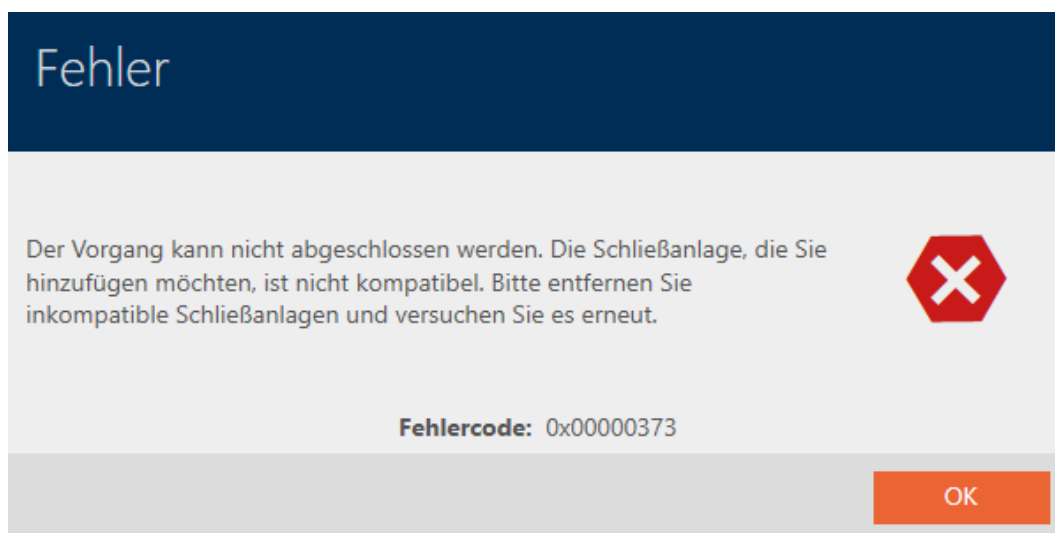 Fehler
Der Vorgang kann nicht abgeschlossen werden. Die Schließanlage, die Sie
hinzufügen möchten, ist nicht kompatibel. Bitte entfernen Sie
inkompatible Schließanlagen und versuchen Sie es erneut.
Fehlercode: 0x00000373
OK